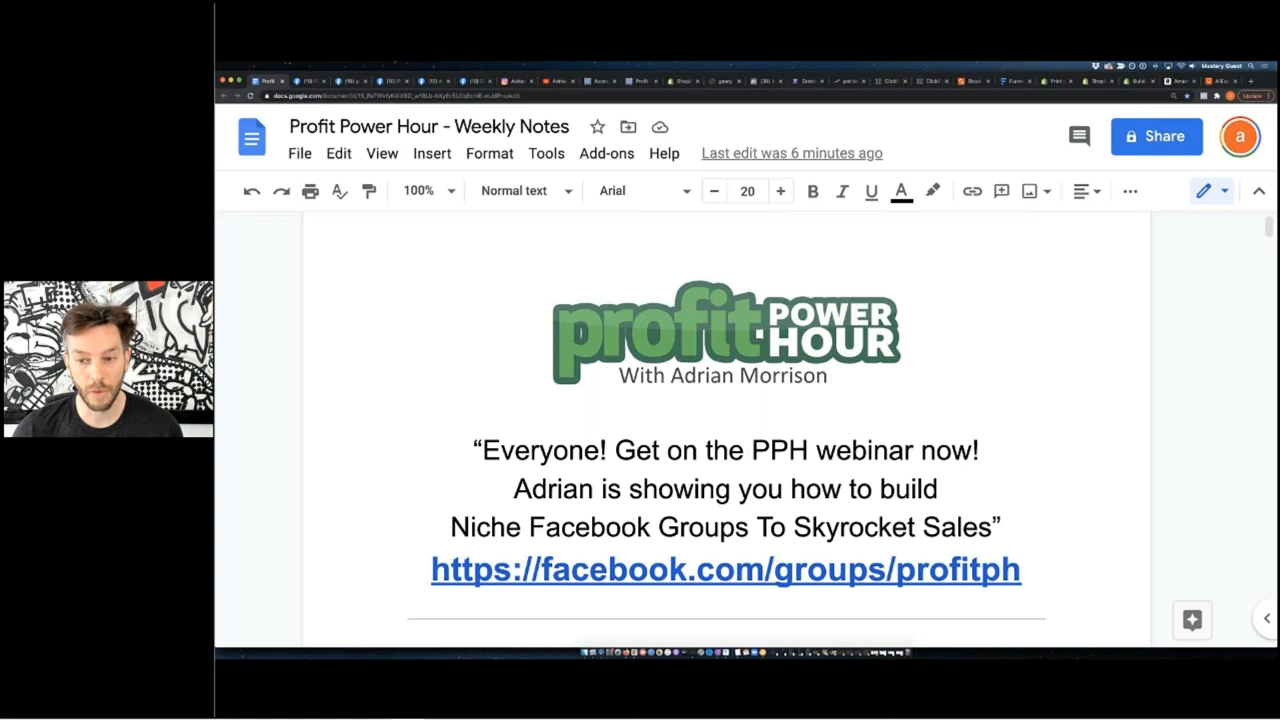 Mastery Quest
Update
Profit Power Hour - Weekly Notes
Share
a
File Edit View Insert Format Tools Add-ons Help Last edit was 6 minutes ago
100% Normal text Arial 20 B I U A
profit POWER HOUR
With Adrian Morrison
“Everyone! Get on the PPH webinar now!
Adrian is showing you how to build
Niche Facebook Groups To Skyrocket Sales”
https://facebook.com/groups/profitph